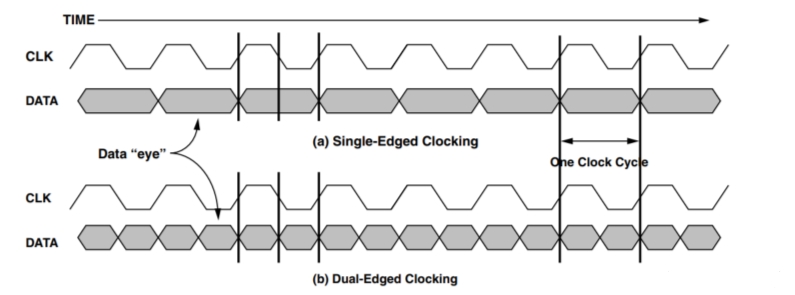 TIME
CLK
DATA
(a) Single-Edged Clocking
Data “eye”
One Clock Cycle
CLK
DATA
(b) Dual-Edged Clocking